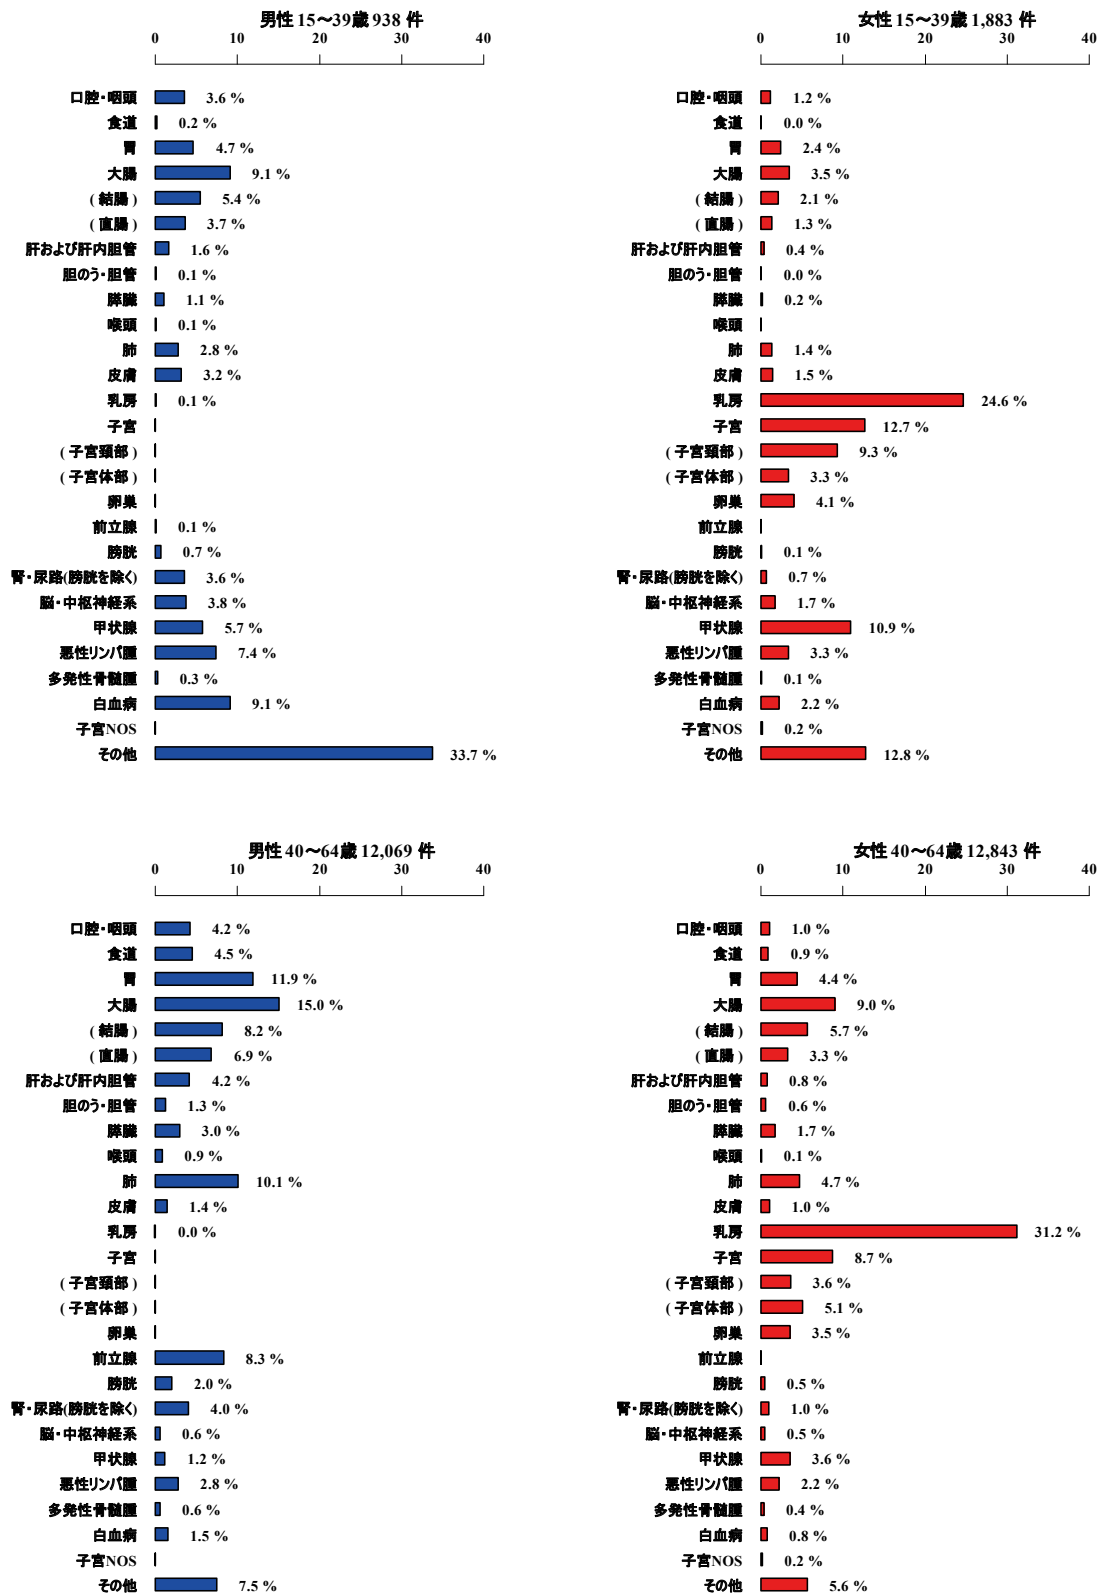 男性 15～39歳 938 件
0 10 20 30 40
口腔・咽頭 3.6 %
食道 0.2 %
胃 4.7 %
大腸 9.1 %
( 結腸 ) 5.4 %
( 直腸 ) 3.7 %
肝および肝内胆管 1.6 %
胆のう・胆管 0.1 %
膵臓 1.1 %
喉頭 0.1 %
肺 2.8 %
皮膚 3.2 %
乳房 0.1 %
子宮
( 子宮頸部 )
( 子宮体部 )
卵巣
前立腺 0.1 %
膀胱 0.7 %
腎・尿路(膀胱を除く) 3.6 %
脳・中枢神経系 3.8 %
甲状腺 5.7 %
悪性リンパ腫 7.4 %
多発性骨髄腫 0.3 %
白血病 9.1 %
子宮NOS
その他 33.7 %
女性 15～39歳 1,883 件
0 10 20 30 40
口腔・咽頭 1.2 %
食道 0.0 %
胃 2.4 %
大腸 3.5 %
( 結腸 ) 2.1 %
( 直腸 ) 1.3 %
肝および肝内胆管 0.4 %
胆のう・胆管 0.0 %
膵臓 0.2 %
喉頭
肺 1.4 %
皮膚 1.5 %
乳房 24.6 %
子宮 12.7 %
( 子宮頸部 ) 9.3 %
( 子宮体部 ) 3.3 %
卵巣 4.1 %
前立腺
膀胱 0.1 %
腎・尿路(膀胱を除く) 0.7 %
脳・中枢神経系 1.7 %
甲状腺 10.9 %
悪性リンパ腫 3.3 %
多発性骨髄腫 0.1 %
白血病 2.2 %
子宮NOS 0.2 %
その他 12.8 %
男性 40～64歳 12,069 件
0 10 20 30 40
口腔・咽頭 4.2 %
食道 4.5 %
胃 11.9 %
大腸 15.0 %
( 結腸 ) 8.2 %
( 直腸 ) 6.9 %
肝および肝内胆管 4.2 %
胆のう・胆管 1.3 %
膵臓 3.0 %
喉頭 0.9 %
肺 10.1 %
皮膚 1.4 %
乳房 0.0 %
子宮
( 子宮頸部 )
( 子宮体部 )
卵巣
前立腺 8.3 %
膀胱 2.0 %
腎・尿路(膀胱を除く) 4.0 %
脳・中枢神経系 0.6 %
甲状腺 1.2 %
悪性リンパ腫 2.8 %
多発性骨髄腫 0.6 %
白血病 1.5 %
子宮NOS
その他 7.5 %
女性 40～64歳 12,843 件
0 10 20 30 40
口腔・咽頭 1.0 %
食道 0.9 %
胃 4.4 %
大腸 9.0 %
( 結腸 ) 5.7 %
( 直腸 ) 3.3 %
肝および肝内胆管 0.8 %
胆のう・胆管 0.6 %
膵臓 1.7 %
喉頭 0.1 %
肺 4.7 %
皮膚 1.0 %
乳房 31.2 %
子宮 8.7 %
( 子宮頸部 ) 3.6 %
( 子宮体部 ) 5.1 %
卵巣 3.5 %
前立腺
膀胱 0.5 %
腎・尿路(膀胱を除く) 1.0 %
脳・中枢神経系 0.5 %
甲状腺 3.6 %
悪性リンパ腫 2.2 %
多発性骨髄腫 0.4 %
白血病 0.8 %
子宮NOS 0.2 %
その他 5.6 %